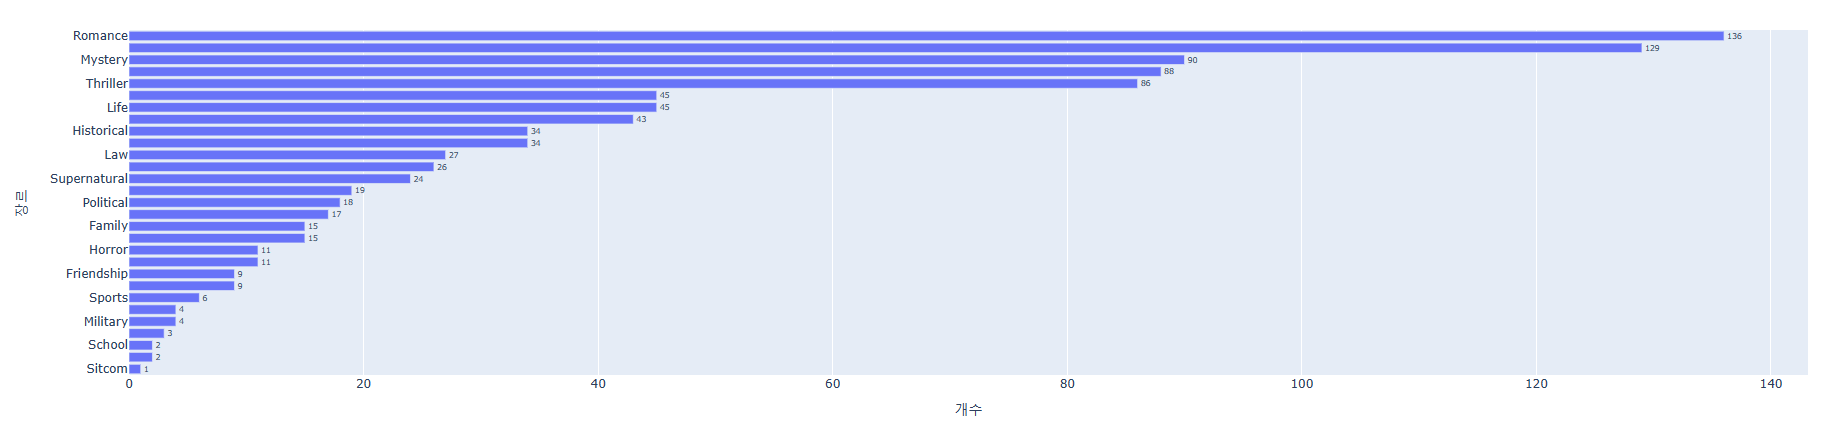 Romance 136
129
Mystery 90
88
Thriller 86
45
Life 45
43
Historical 34
34
Law 27
26
Supernatural 24
19
Political 18
17
Family 15
15
Horror 11
11
Friendship 9
9
Sports 6
4
Military 4
3
School 2
2
Sitcom 1
0 20 40 60 80 100 120 140
개수
장르